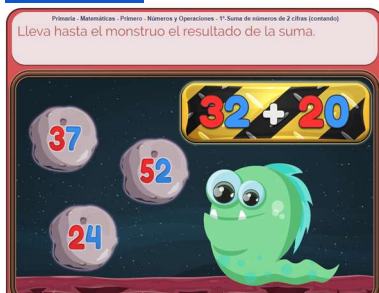 Primaria - Matemáticas - Primero - Números y Operaciones - 1º-Suma de números de 2 cifras (contando)
Lleva hasta el monstruo el resultado de la suma.
32 + 20
37
52
24